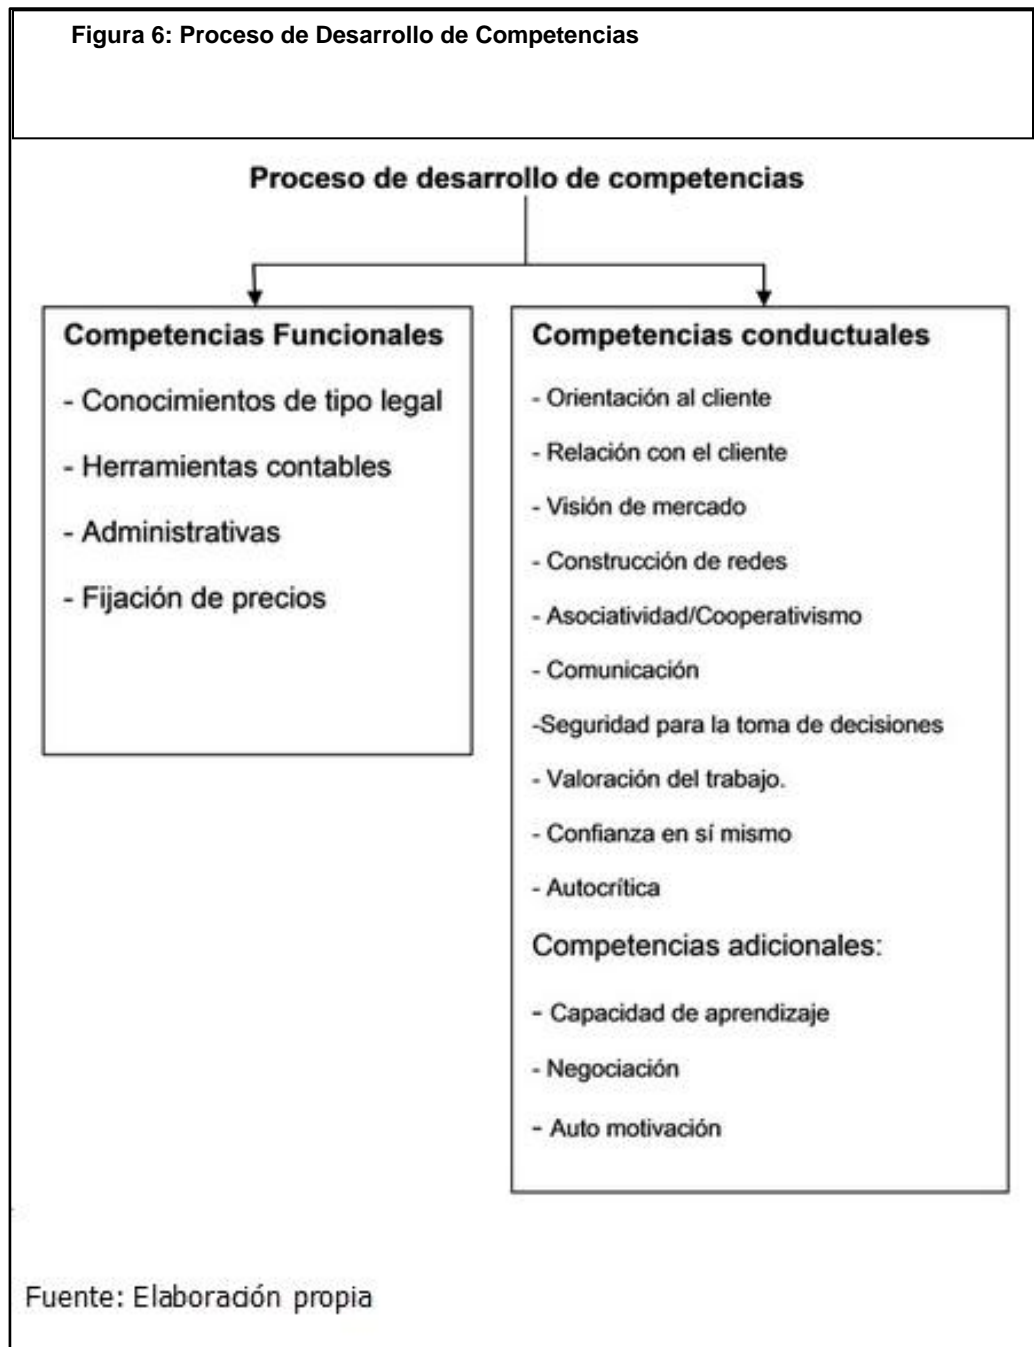 Figura 6: Proceso de Desarrollo de Competencias
Proceso de desarrollo de competencias
Competencias Funcionales
- Conocimientos de tipo legal
- Herramientas contables
- Administrativas
- Fijación de precios
Competencias conductuales
- Orientación al cliente
- Relación con el cliente
- Visión de mercado
- Construcción de redes
- Asociatividad/Cooperativismo
- Comunicación
-Seguridad para la toma de decisiones
- Valoración del trabajo.
- Confianza en sí mismo
- Autocrítica
Competencias adicionales:
- Capacidad de aprendizaje
- Negociación
- Auto motivación
Fuente: Elaboración propia